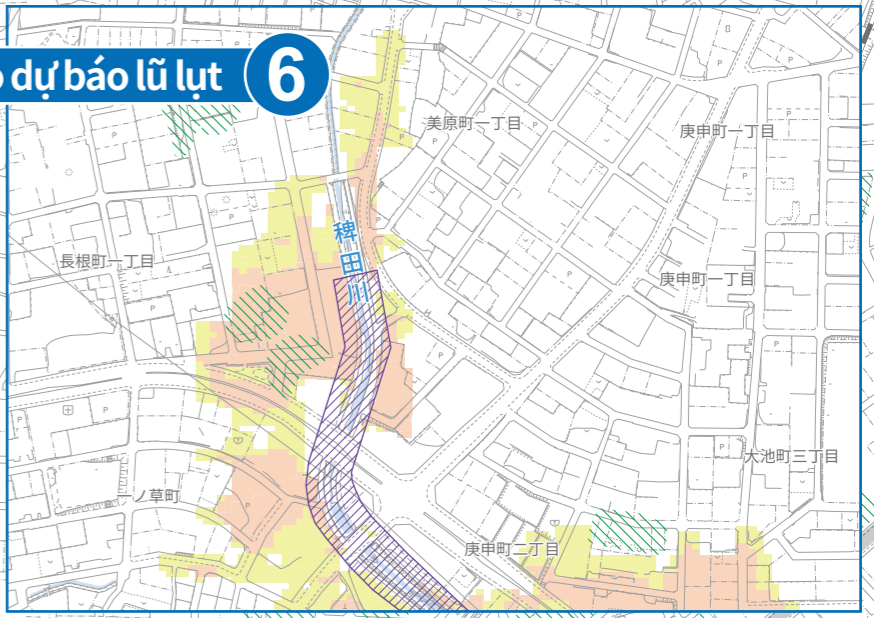 dự báo lũ lụt 6
美原町一丁目
庚申町一丁目
稗田川
長根町一丁目
庚申町一丁目
大池町三丁目
一ノ草町
庚申町二丁目